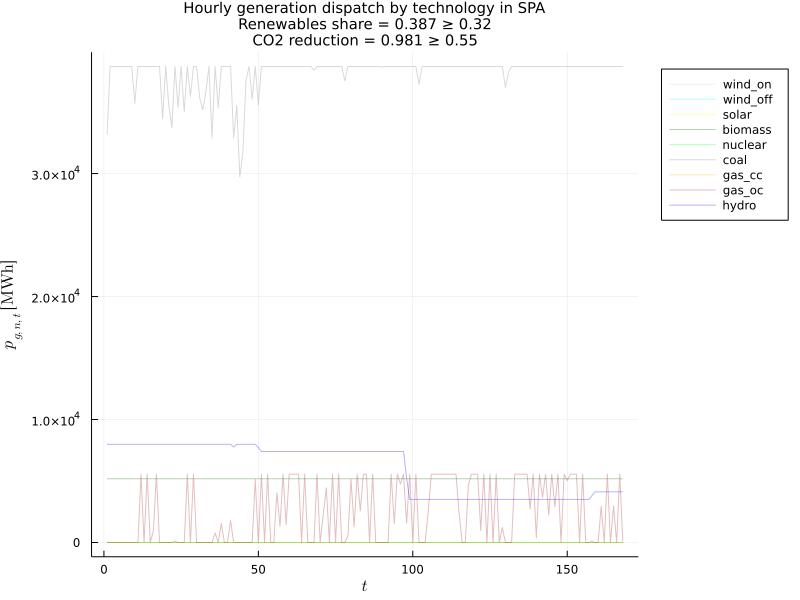 Hourly generation dispatch by technology in SPA
Renewables share = 0.387 ≥ 0.32
CO2 reduction = 0.981 ≥ 0.55
wind_on
wind_off
solar
biomass
nuclear
coal
gas_cc
gas_oc
hydro
3.0×10⁴
2.0×10⁴
1.0×10⁴
0
p_{g,n,t} [MWh]
0 50 100 150
t